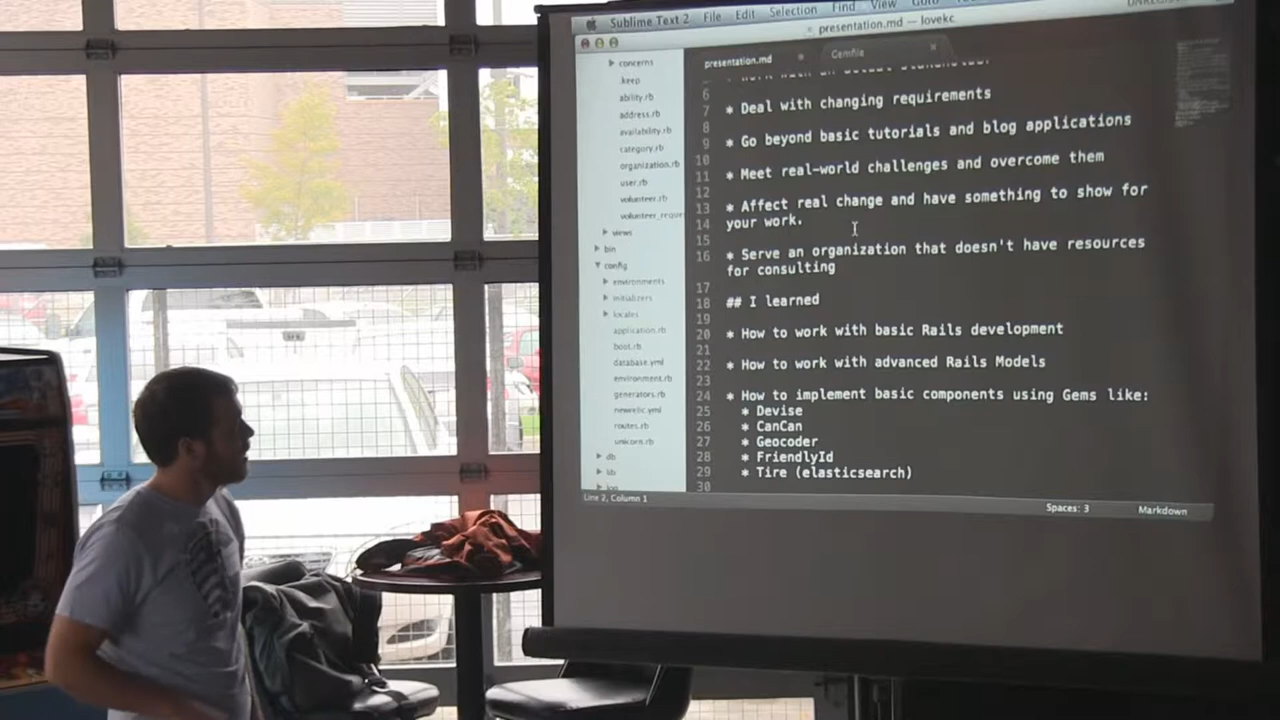 Sublime Text 2 File Edit Selection Find View Goto
presentation.md — lovekc
presentation.md
Gemfile
concerns
.keep
ability.rb
address.rb
availability.rb
category.rb
organization.rb
user.rb
volunteer.rb
views
bin
config
environments
initializers
locales
application.rb
boot.rb
database.yml
environment.rb
generators.rb
newrelic.yml
routes.rb
unicorn.rb
db
lib
6
7 * Deal with changing requirements
8
9 * Go beyond basic tutorials and blog applications
10
11 * Meet real-world challenges and overcome them
12
13 * Affect real change and have something to show for
14 your work.
15
16 * Serve an organization that doesn't have resources
for consulting
17
18 ## I learned
19
20 * How to work with basic Rails development
21
22 * How to work with advanced Rails Models
23
24 * How to implement basic components using Gems like:
25 * Devise
26 * CanCan
27 * Geocoder
28 * FriendlyId
29 * Tire (elasticsearch)
30
Line 2, Column 1
Spaces: 3
Markdown